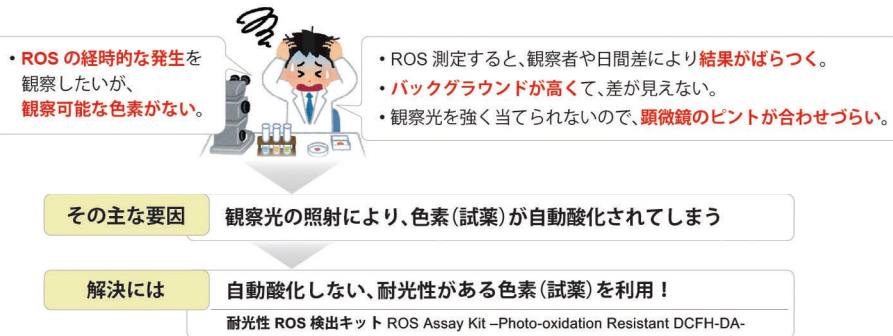 • ROS の経時的な発生を
観察したいが、
観察可能な色素がない。
• ROS 測定すると、観察者や日間差により結果がばらつく。
• バックグラウンドが高くて、差が見えない。
• 観察光を強く当てられないので、顕微鏡のピントが合わせづらい。
その主な要因
観察光の照射により、色素（試薬）が自動酸化されてしまう
解決には
自動酸化しない、耐光性がある色素（試薬）を利用！
耐光性 ROS 検出キット ROS Assay Kit –Photo-oxidation Resistant DCFH-DA-